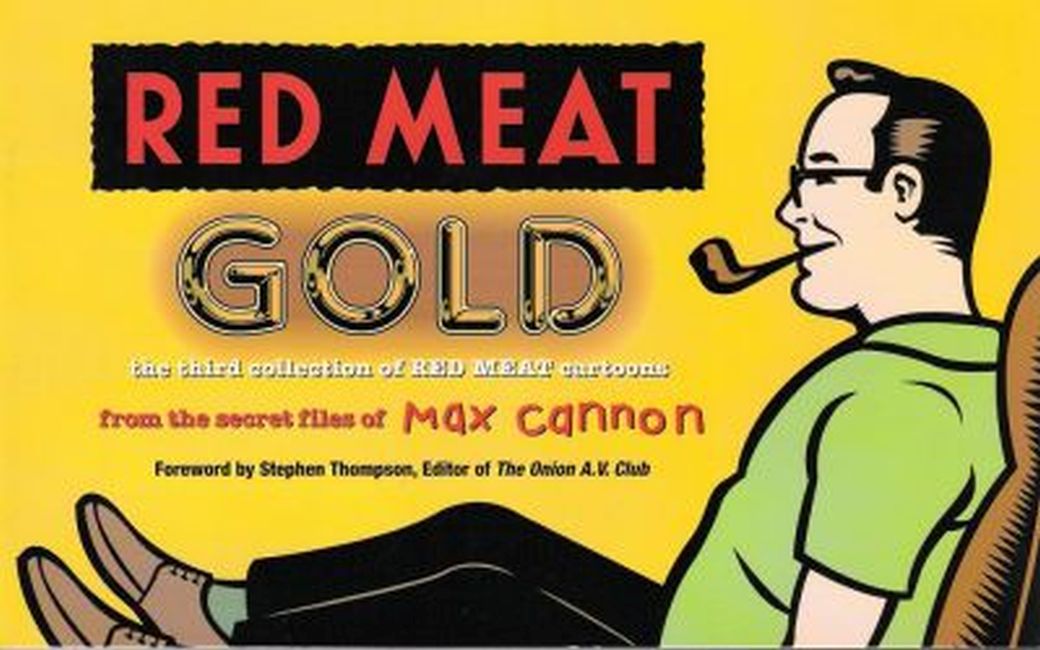 RED MEAT
GOLD
the third collection of RED MEAT cartoons
from the secret files of max cannon
Foreword by Stephen Thompson, Editor of The Onion A.V. Club